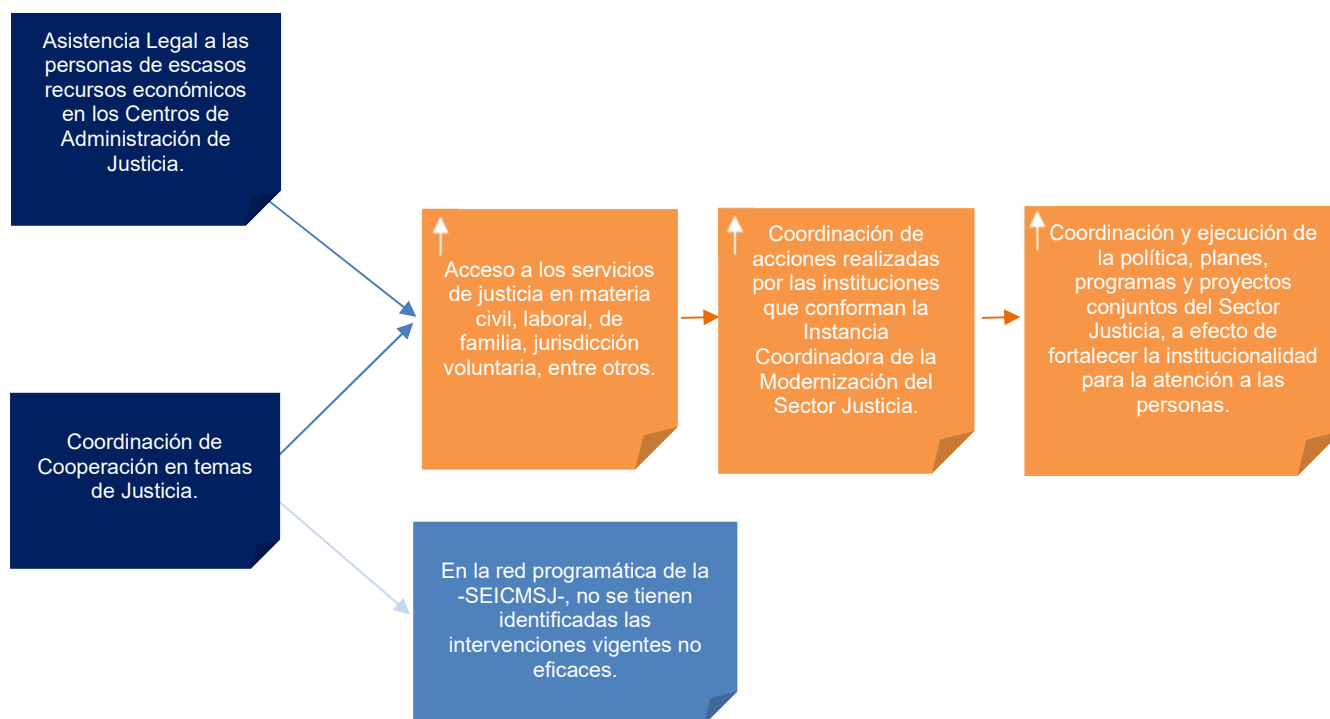 Asistencia Legal a las
personas de escasos
recursos económicos
en los Centros de
Administración de
Justicia.
Coordinación de
Cooperación en temas
de Justicia.
Acceso a los servicios
de justicia en materia
civil, laboral, de
familia, jurisdicción
voluntaria, entre otros.
Coordinación de
acciones realizadas
por las instituciones
que conforman la
Instancia
Coordinadora de la
Modernización del
Sector Justicia.
Coordinación y ejecución de
la política, planes,
programas y proyectos
conjuntos del Sector
Justicia, a efecto de
fortalecer la institucionalidad
para la atención a las
personas.
En la red programática de la
-SEICMSJ-, no se tienen
identificadas las
intervenciones vigentes no
eficaces.